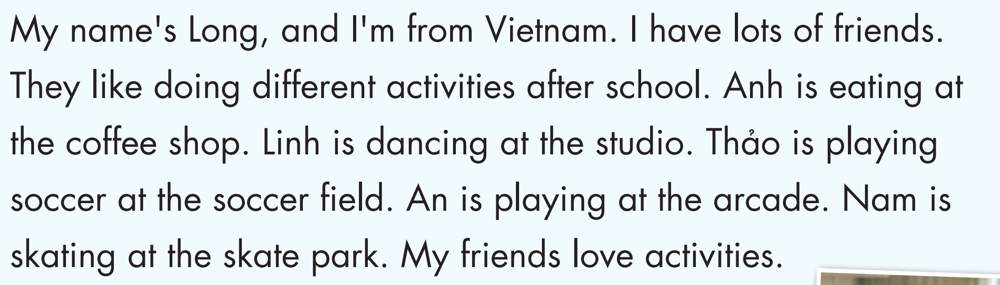 My name's Long, and I'm from Vietnam. I have lots of friends.
They like doing different activities after school. Anh is eating at
the coffee shop. Linh is dancing at the studio. Thảo is playing
soccer at the soccer field. An is playing at the arcade. Nam is
skating at the skate park. My friends love activities.